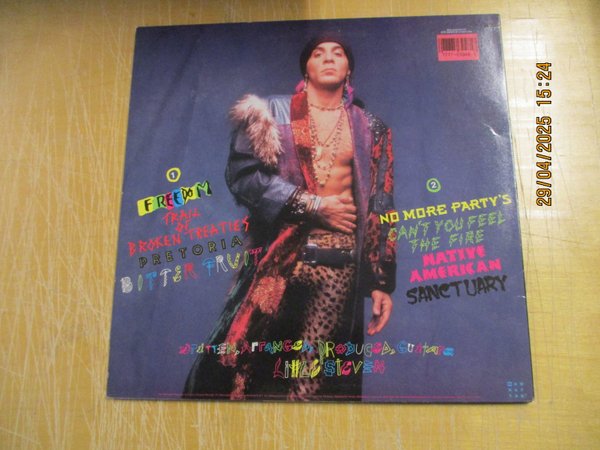 1
FREEDOM
TRAIL
OF
BROKEN TREATIES
PRETORIA
BITTER FRUIT
2
NO MORE PARTY'S
CAN'T YOU FEEL
THE FIRE
NATIVE
AMERICAN
SANCTUARY
WRITTEN, ARRANGED, PRODUCED, GUITARS
LITTLE STEVEN
29/04/2025 15:24